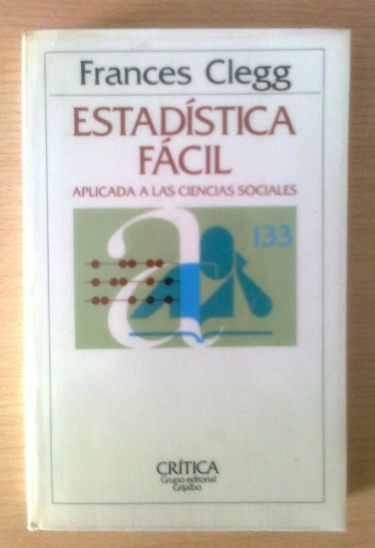 Frances Clegg
ESTADÍSTICA
FÁCIL
APLICADA A LAS CIENCIAS SOCIALES
a
133
CRÍTICA
Grupo editorial
Grijalbo